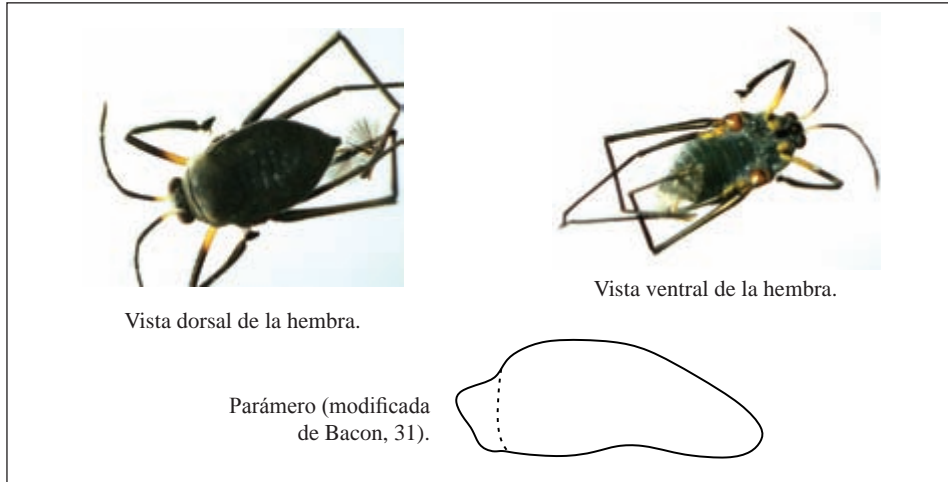 Vista dorsal de la hembra.
Vista ventral de la hembra.
Parámero (modificada
de Bacon, 31).